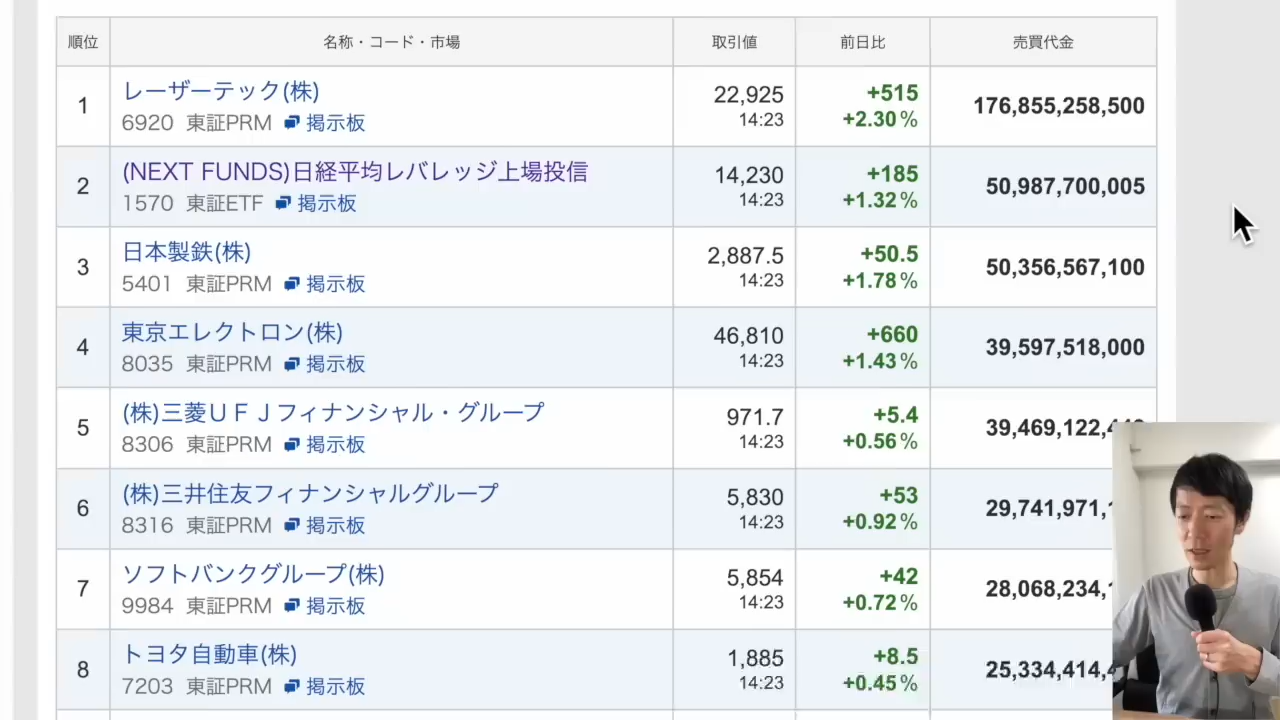 順位 名称・コード・市場 取引値 前日比 売買代金
1 レーザーテック(株) 22,925 +515 176,855,258,500
6920 東証PRM 掲示板 14:23 +2.30%
2 (NEXT FUNDS)日経平均レバレッジ上場投信 14,230 +185 50,987,700,005
1570 東証ETF 掲示板 14:23 +1.32%
3 日本製鉄(株) 2,887.5 +50.5 50,356,567,100
5401 東証PRM 掲示板 14:23 +1.78%
4 東京エレクトロン(株) 46,810 +660 39,597,518,000
8035 東証PRM 掲示板 14:23 +1.43%
5 (株)三菱ＵＦＪフィナンシャル・グループ 971.7 +5.4 39,469,122,
8306 東証PRM 掲示板 14:23 +0.56%
6 (株)三井住友フィナンシャルグループ 5,830 +53 29,741,971,
8316 東証PRM 掲示板 14:23 +0.92%
7 ソフトバンクグループ(株) 5,854 +42 28,068,234,
9984 東証PRM 掲示板 14:23 +0.72%
8 トヨタ自動車(株) 1,885 +8.5 25,334,414,
7203 東証PRM 掲示板 14:23 +0.45%